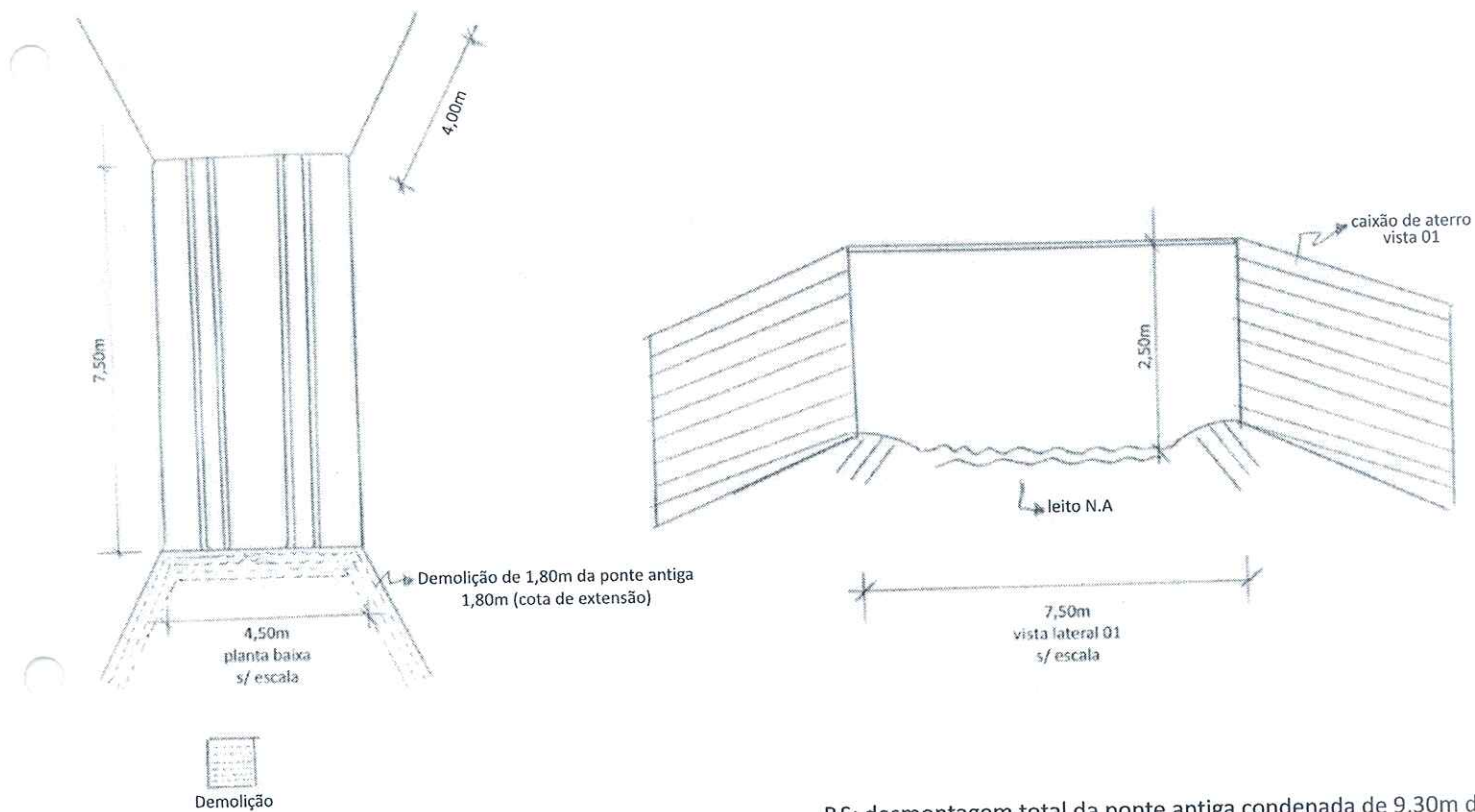 4,00m
7,50m
Demolição de 1,80m da ponte antiga
1,80m (cota de extensão)
4,50m
planta baixa
s/ escala
Demolição
caixão de aterro
vista 01
2,50m
leito N.A
7,50m
vista lateral 01
s/ escala
P.S: desmontagem total da ponte antiga condenada de 9,30m d